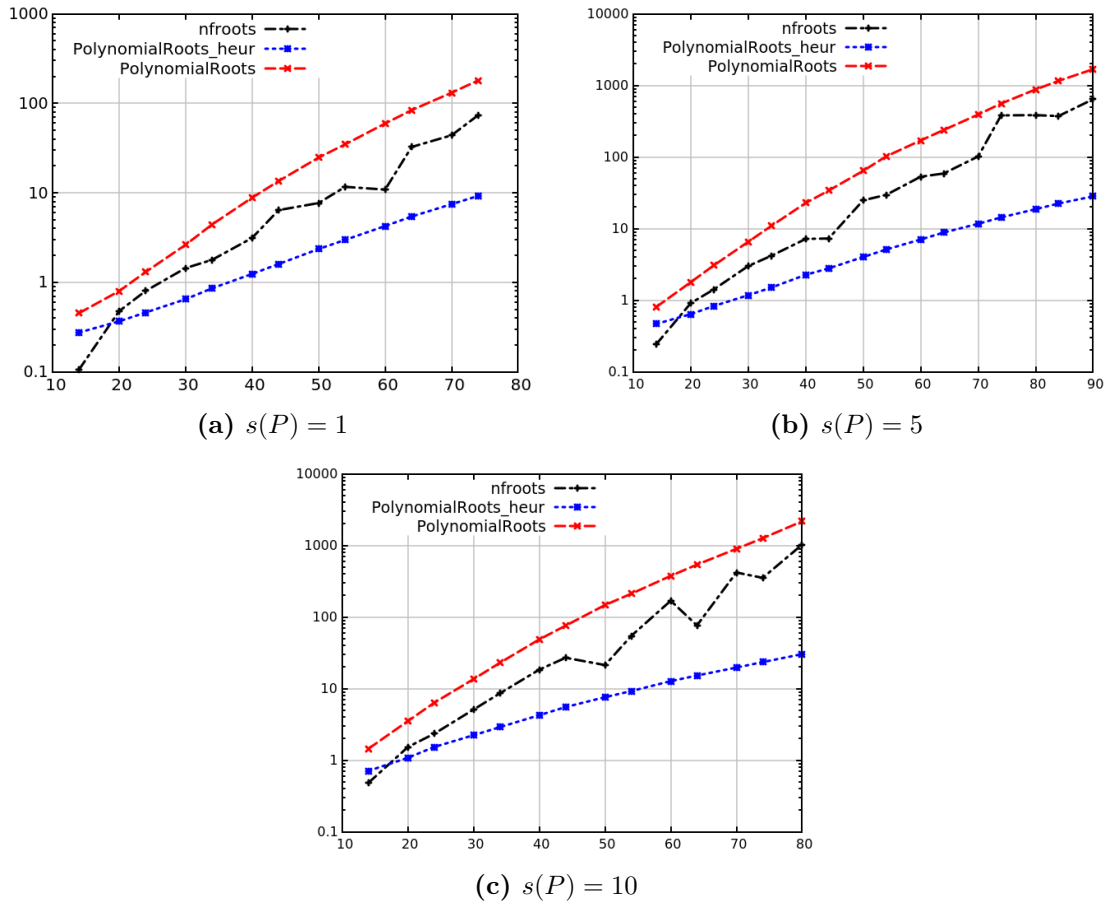 1000
100
10
1
0.1
10 20 30 40 50 60 70 80
nfroots
PolynomialRoots_heur
PolynomialRoots
(a) s(P) = 1
10000
1000
100
10
1
0.1
10 20 30 40 50 60 70 80 90
nfroots
PolynomialRoots_heur
PolynomialRoots
(b) s(P) = 5
10000
1000
100
10
1
0.1
10 20 30 40 50 60 70 80
nfroots
PolynomialRoots_heur
PolynomialRoots
(c) s(P) = 10